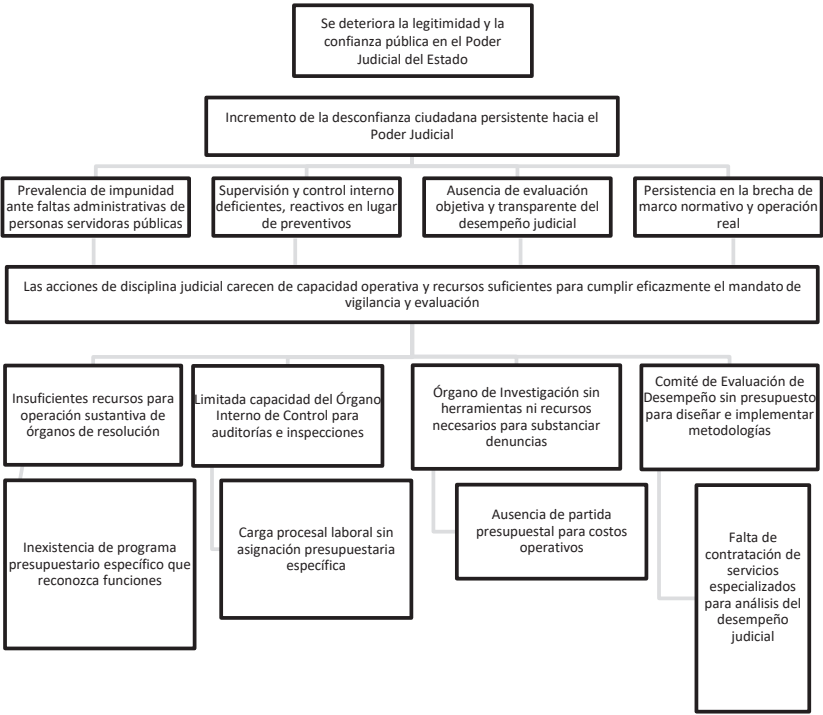 Se deteriora la legitimidad y la
confianza pública en el Poder
Judicial del Estado
Incremento de la desconfianza ciudadana persistente hacia el
Poder Judicial
Prevalencia de impunidad
ante faltas administrativas de
personas servidoras públicas
Supervisión y control interno
deficientes, reactivos en lugar
de preventivos
Ausencia de evaluación
objetiva y transparente del
desempeño judicial
Persistencia en la brecha de
marco normativo y operación
real
Las acciones de disciplina judicial carecen de capacidad operativa y recursos suficientes para cumplir eficazmente el mandato de
vigilancia y evaluación
Insuficientes recursos para
operación sustantiva de
órganos de resolución
Limitada capacidad del Órgano
Interno de Control para
auditorías e inspecciones
Órgano de Investigación sin
herramientas ni recursos
necesarios para substanciar
denuncias
Comité de Evaluación de
Desempeño sin presupuesto
para diseñar e implementar
metodologías
Inexistencia de programa
presupuestario específico que
reconozca funciones
Carga procesal laboral sin
asignación presupuestaria
específica
Ausencia de partida
presupuestal para costos
operativos
Falta de
contratación de
servicios
especializados
para análisis del
desempeño
judicial